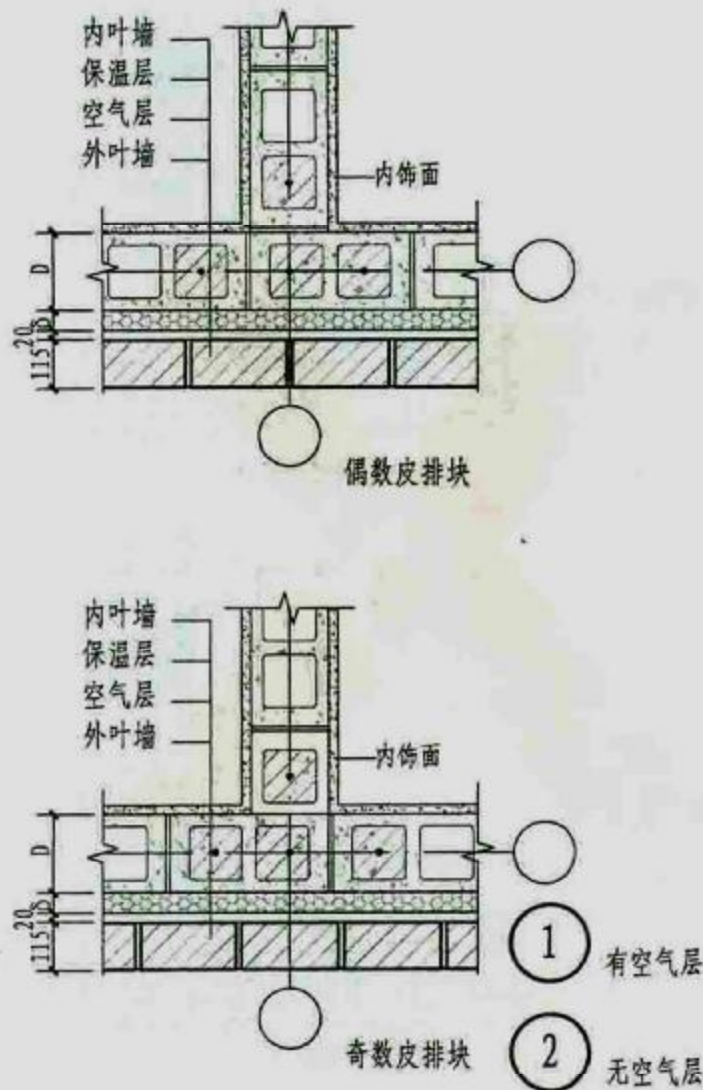 内叶墙
保温层
空气层
外叶墙
内饰面
D
δ
20
115
偶数皮排块
内叶墙
保温层
空气层
外叶墙
内饰面
D
δ
20
115
1 有空气层
奇数皮排块
2 无空气层